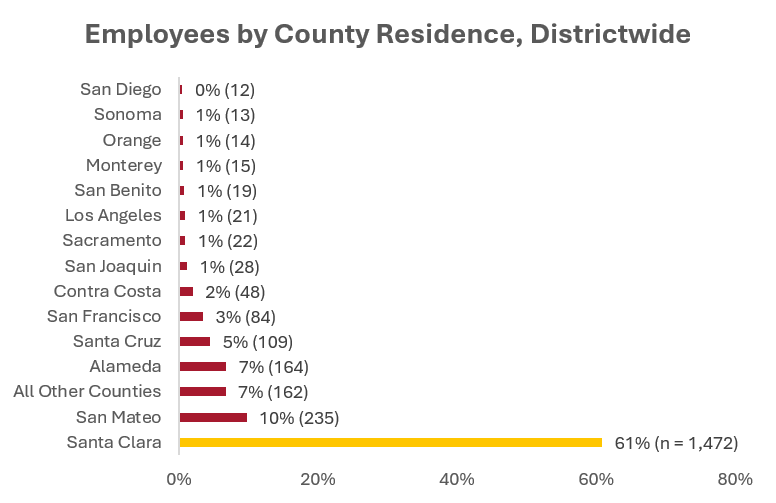 Employees by County Residence, Districtwide
San Diego 0% (12)
Sonoma 1% (13)
Orange 1% (14)
Monterey 1% (15)
San Benito 1% (19)
Los Angeles 1% (21)
Sacramento 1% (22)
San Joaquin 1% (28)
Contra Costa 2% (48)
San Francisco 3% (84)
Santa Cruz 5% (109)
Alameda 7% (164)
All Other Counties 7% (162)
San Mateo 10% (235)
Santa Clara 61% (n = 1,472)
0% 20% 40% 60% 80%